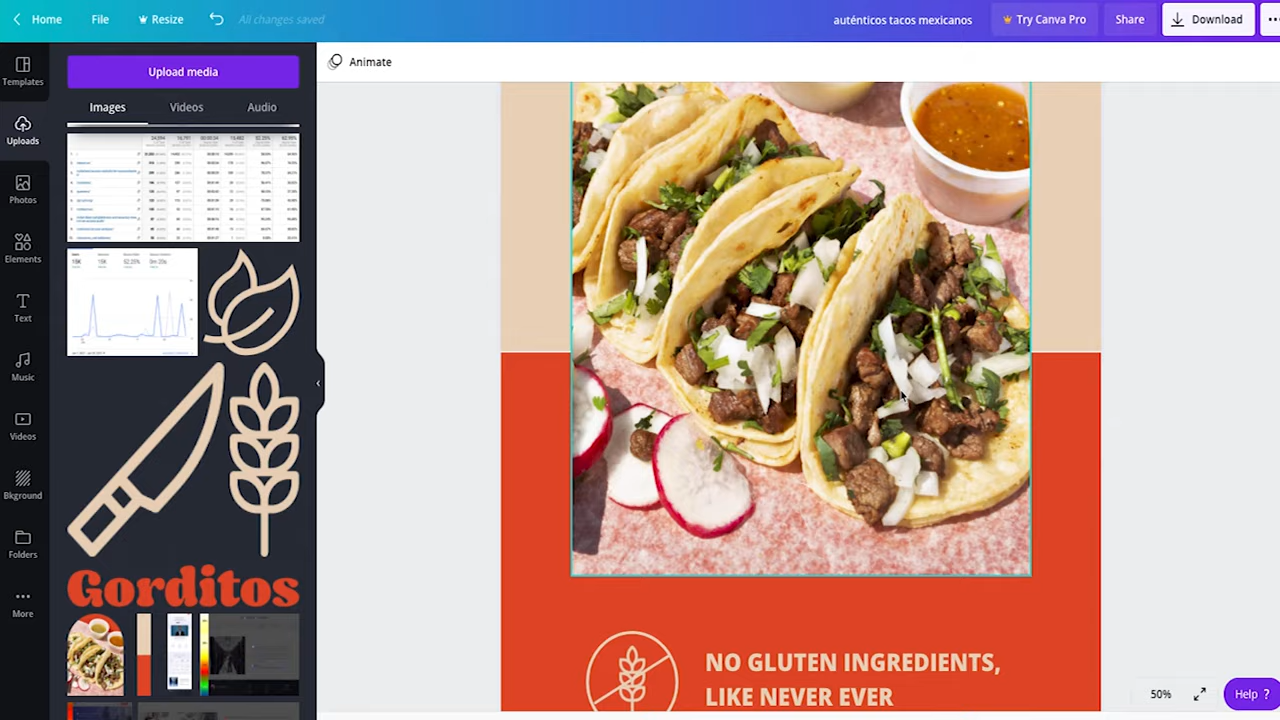 Home
File
Resize
All changes saved
auténticos tacos mexicanos
Try Canva Pro
Share
Download
Templates
Uploads
Photos
Elements
Text
Music
Videos
Bkground
Folders
More
Upload media
Images
Videos
Audio
Gorditos
Animate
NO GLUTEN INGREDIENTS,
LIKE NEVER EVER
50%
Help ?